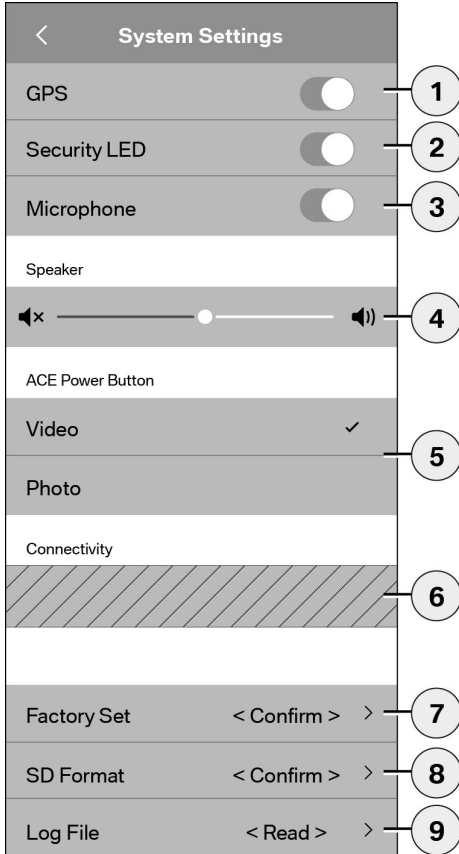 System Settings
GPS 1
Security LED 2
Microphone 3
Speaker
4
ACE Power Button
Video
5
Photo
Connectivity
6
Factory Set < Confirm > > 7
SD Format < Confirm > > 8
Log File < Read > > 9